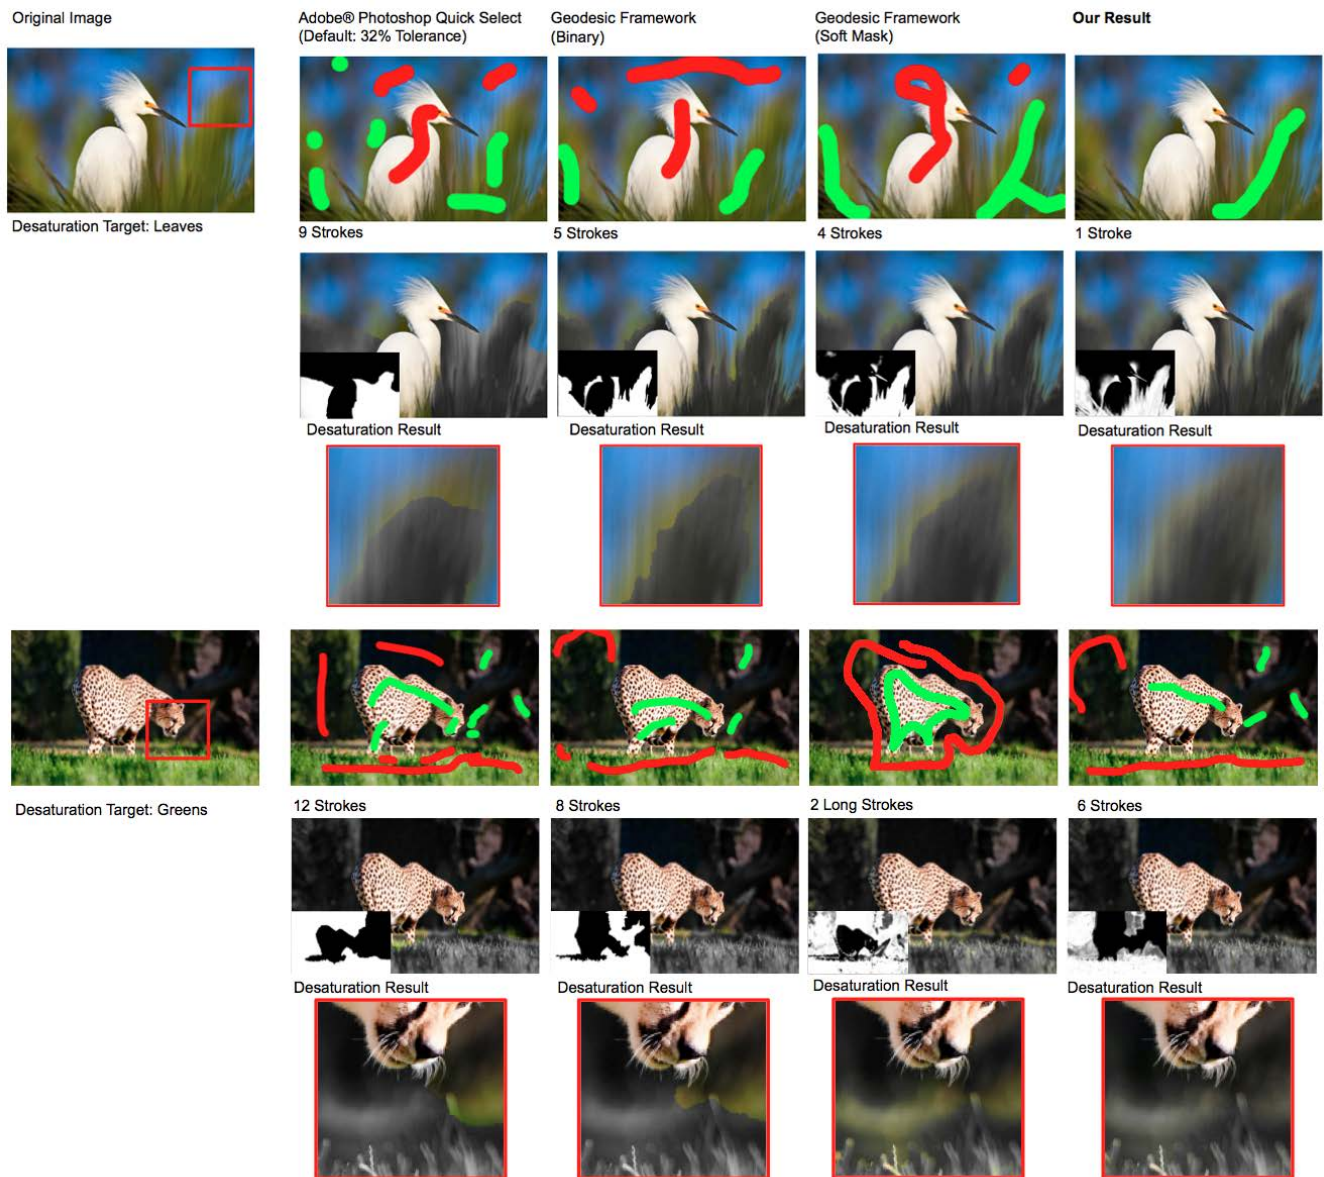 Original Image
Adobe® Photoshop Quick Select
(Default: 32% Tolerance)
Geodesic Framework
(Binary)
Geodesic Framework
(Soft Mask)
Our Result
Desaturation Target: Leaves
9 Strokes
5 Strokes
4 Strokes
1 Stroke
Desaturation Result
Desaturation Result
Desaturation Result
Desaturation Result
Desaturation Target: Greens
12 Strokes
8 Strokes
2 Long Strokes
6 Strokes
Desaturation Result
Desaturation Result
Desaturation Result
Desaturation Result